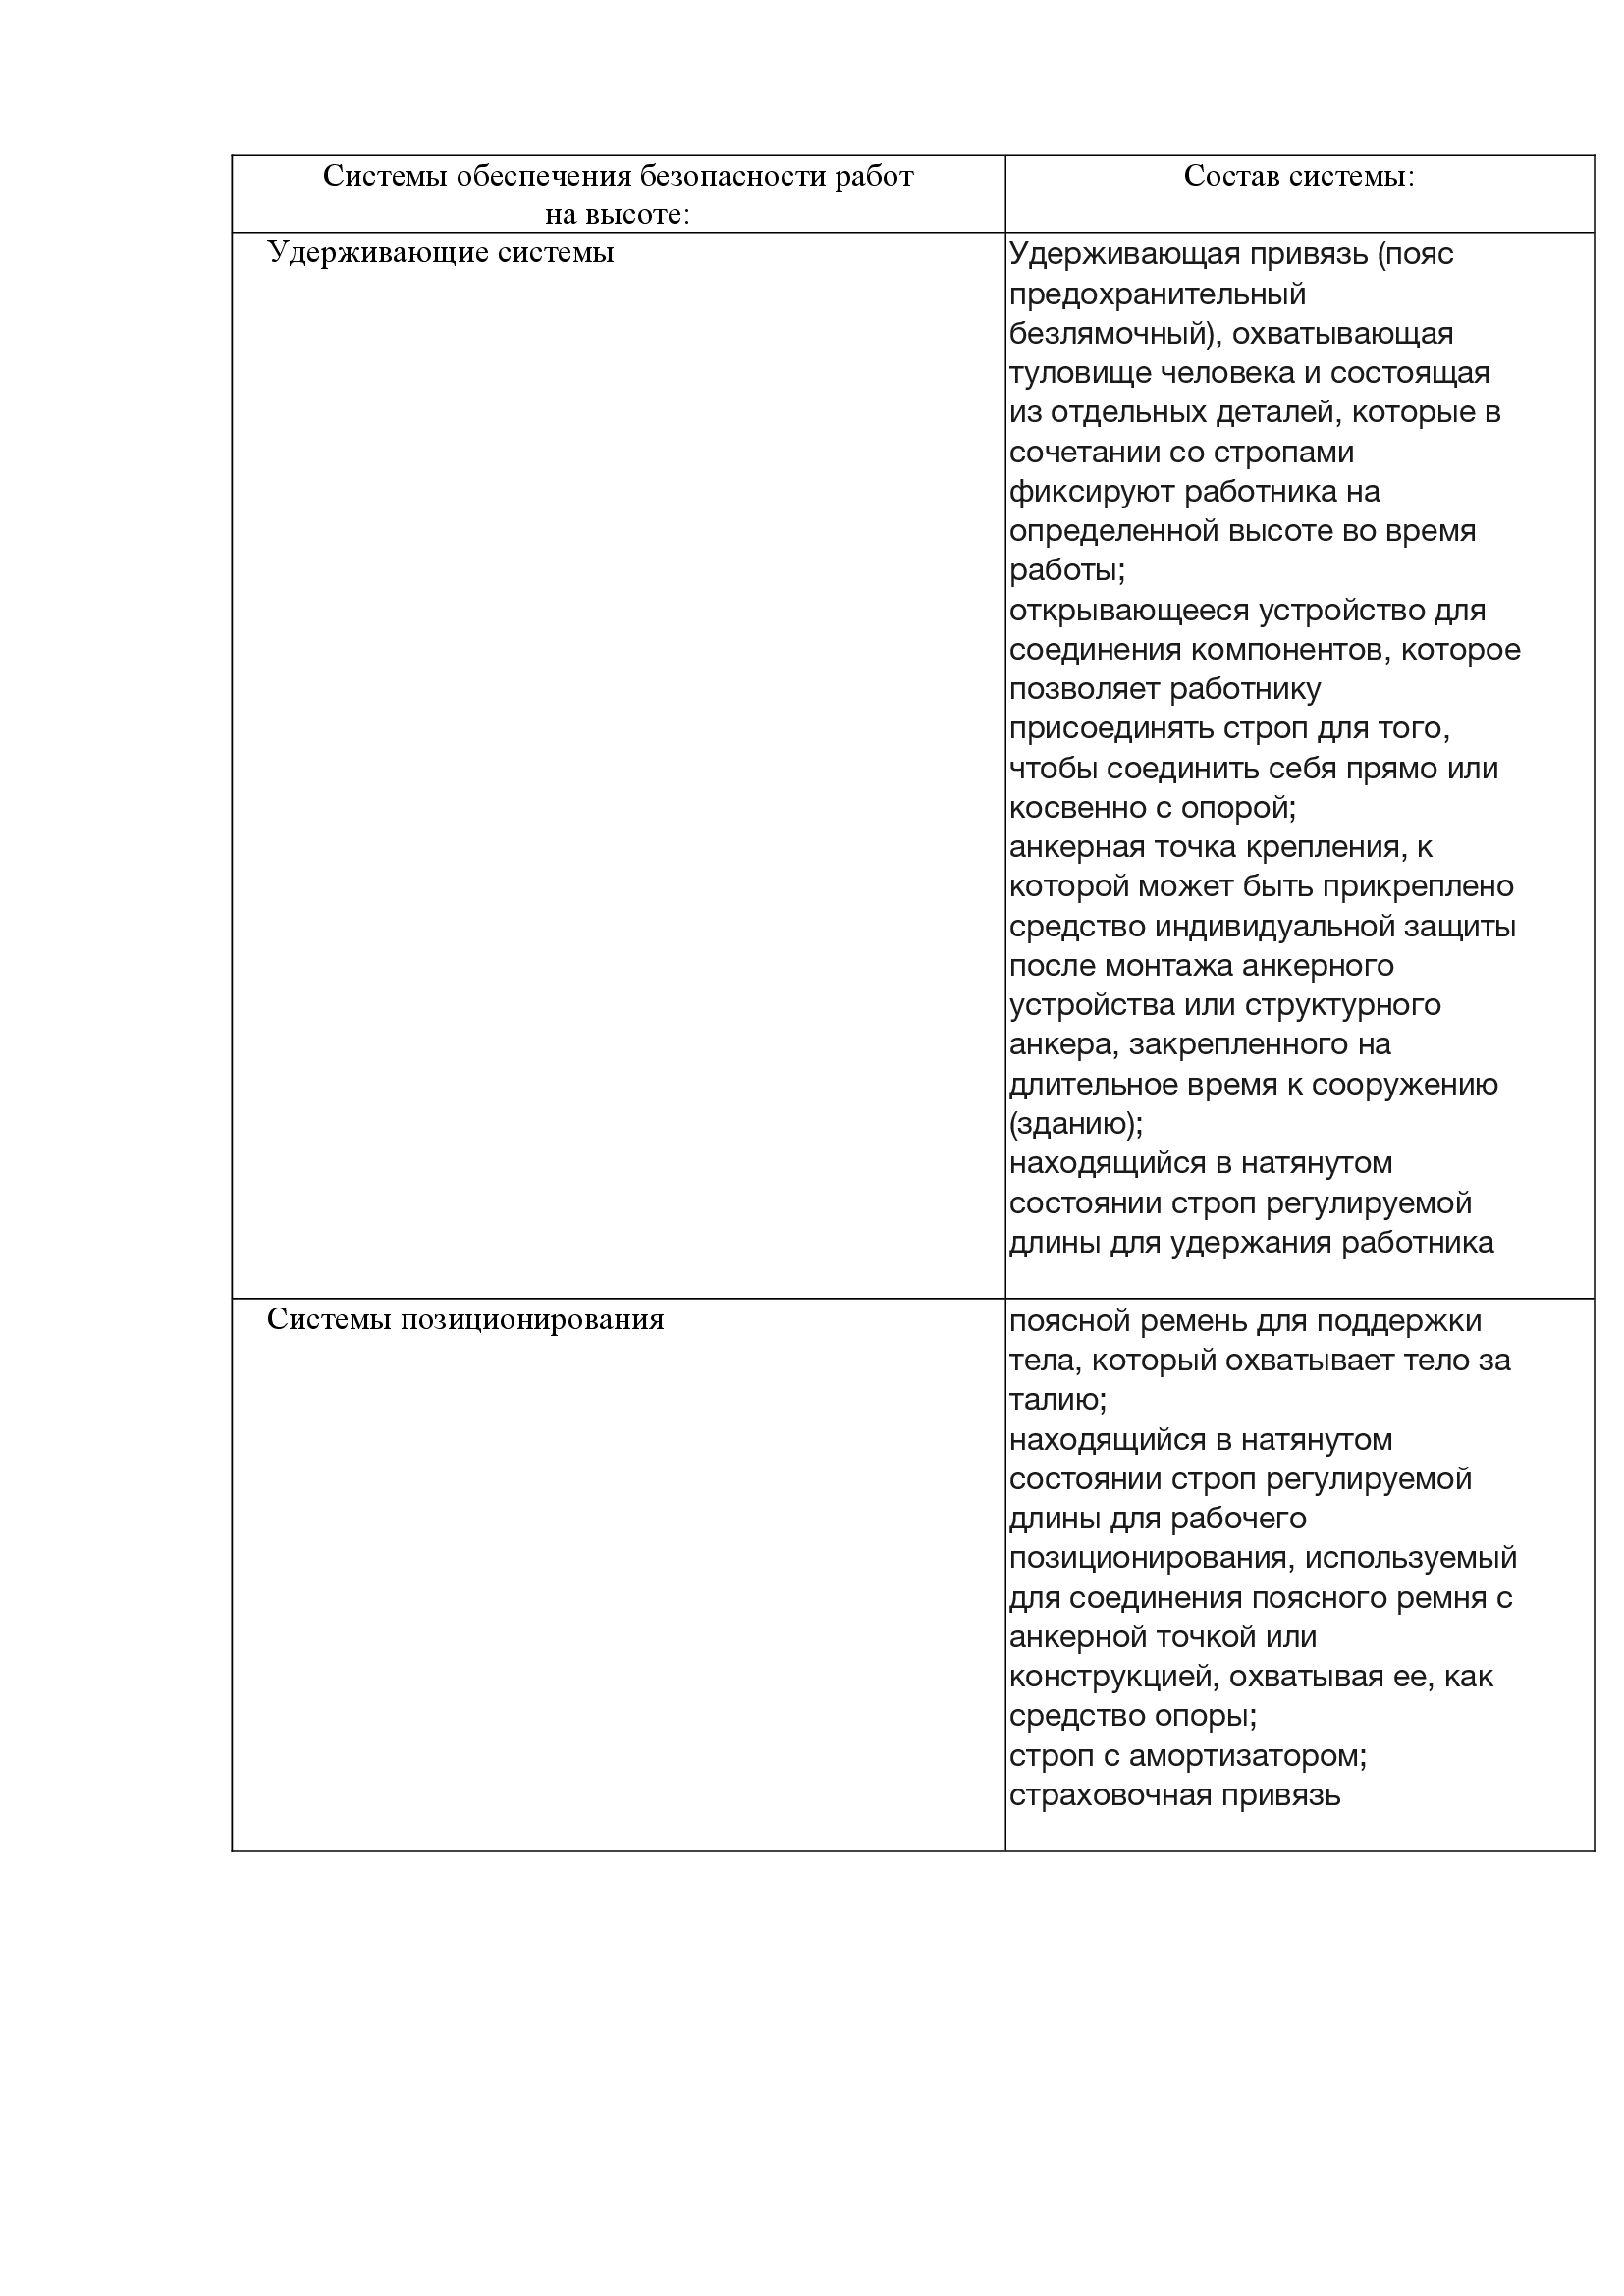 Системы обеспечения безопасности работ
на высоте:
Состав системы:
Удерживающие системы
Удерживающая привязь (пояс
предохранительный
безлямочный), охватывающая
туловище человека и состоящая
из отдельных деталей, которые в
сочетании со стропами
фиксируют работника на
определенной высоте во время
работы;
открывающееся устройство для
соединения компонентов, которое
позволяет работнику
присоединять строп для того,
чтобы соединить себя прямо или
косвенно с опорой;
анкерная точка крепления, к
которой может быть прикреплено
средство индивидуальной защиты
после монтажа анкерного
устройства или структурного
анкера, закрепленного на
длительное время к сооружению
(зданию);
находящийся в натянутом
состоянии строп регулируемой
длины для удержания работника
Системы позиционирования
поясной ремень для поддержки
тела, который охватывает тело за
талию;
находящийся в натянутом
состоянии строп регулируемой
длины для рабочего
позиционирования, используемый
для соединения поясного ремня с
анкерной точкой или
конструкцией, охватывая ее, как
средство опоры;
строп с амортизатором;
страховочная привязь